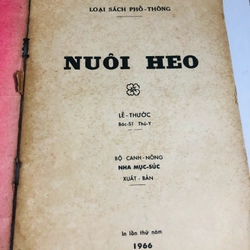 LOẠI SÁCH PHỔ-THÔNG
NUÔI HEO
LÊ-THƯỚC
Bác-Sĩ Thú-Y
BỘ CANH-NÔNG
NHA MỤC-SÚC
XUẤT-BẢN
In lần thứ năm
1966